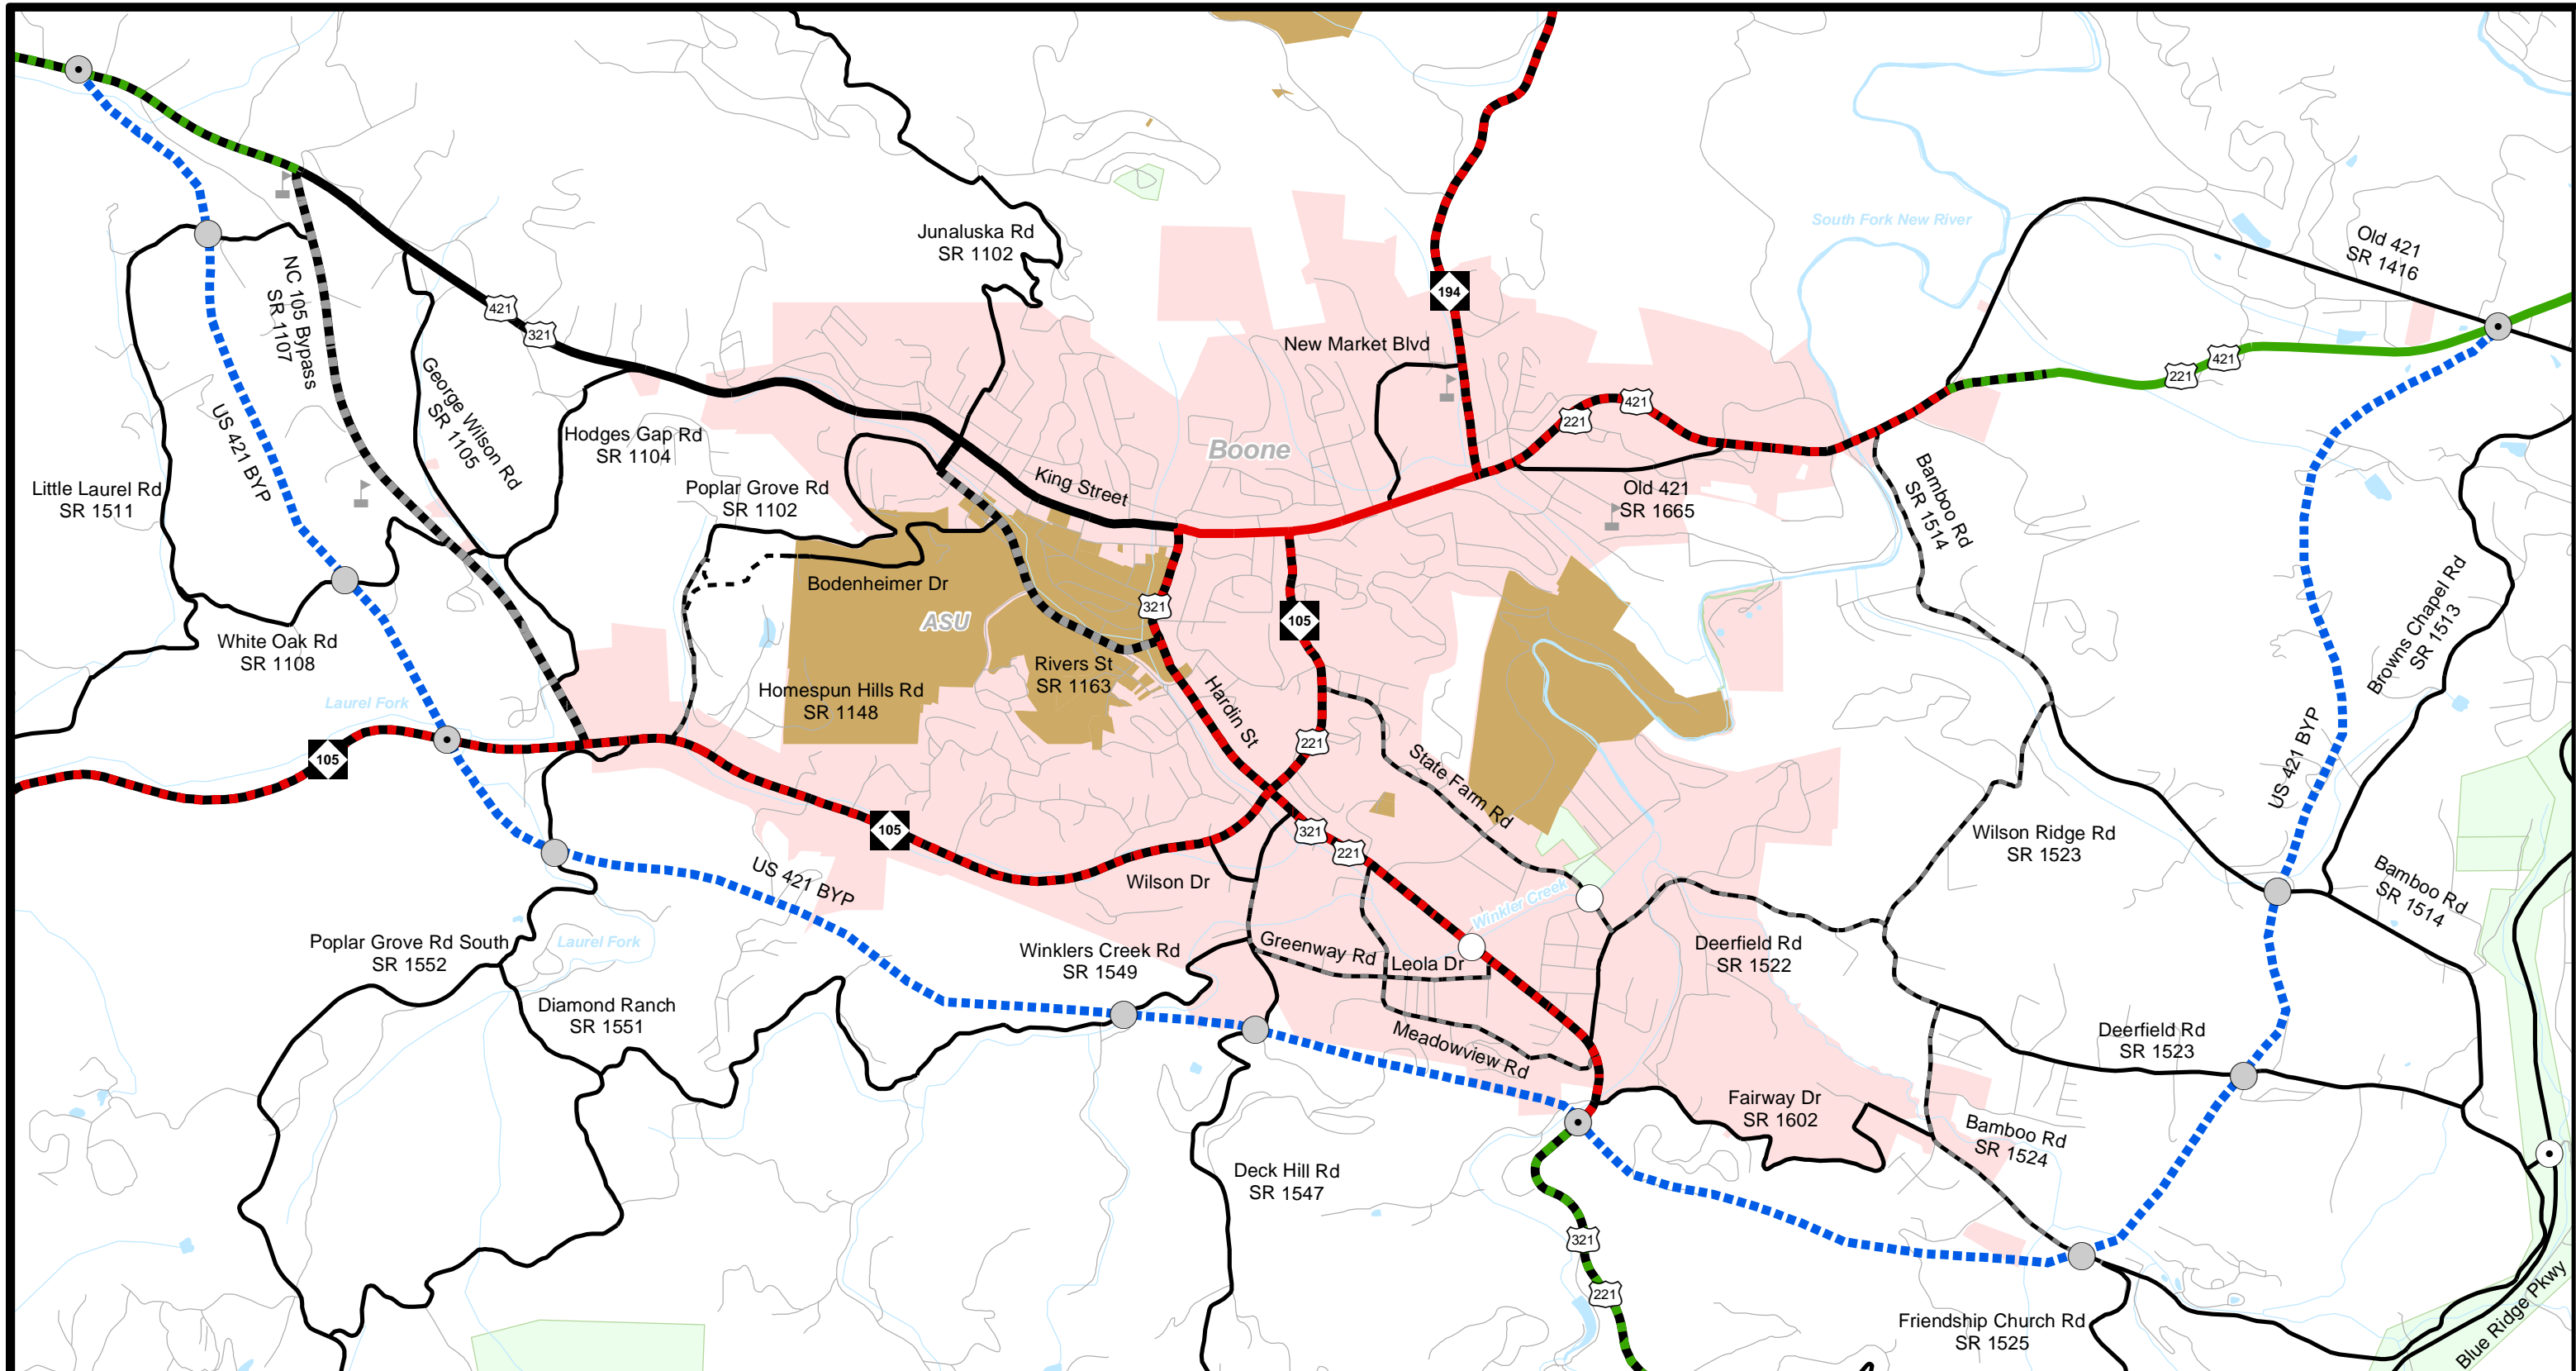 South Fork New River
Old 421
SR 1416
Junaluska Rd
SR 1102
NC 105 Bypass
SR 1107
194
421
321
New Market Blvd
421
221
421
221
George Wilson Rd
SR 1105
US 421 BYP
Hodges Gap Rd
SR 1104
Boone
Little Laurel Rd
SR 1511
Poplar Grove Rd
SR 1102
King Street
Old 421
SR 1665
Bamboo Rd
SR 1514
Bodenheimer Dr
ASU
321
105
Browns Chapel Rd
SR 1513
White Oak Rd
SR 1108
Rivers St
SR 1163
Homespun Hills Rd
SR 1148
Laurel Fork
Hardin St
221
105
US 421 BYP
State Farm Rd
105
321
221
Wilson Ridge Rd
SR 1523
US 421 BYP
Wilson Dr
Bamboo Rd
SR 1514
Winkler Creek
Poplar Grove Rd South
SR 1552
Laurel Fork
Winklers Creek Rd
SR 1549
Greenway Rd
Leola Dr
Deerfield Rd
SR 1522
Diamond Ranch
SR 1551
Meadowview Rd
Deerfield Rd
SR 1523
Fairway Dr
SR 1602
Bamboo Rd
SR 1524
Deck Hill Rd
SR 1547
321
221
Friendship Church Rd
SR 1525
Blue Ridge Pkwy